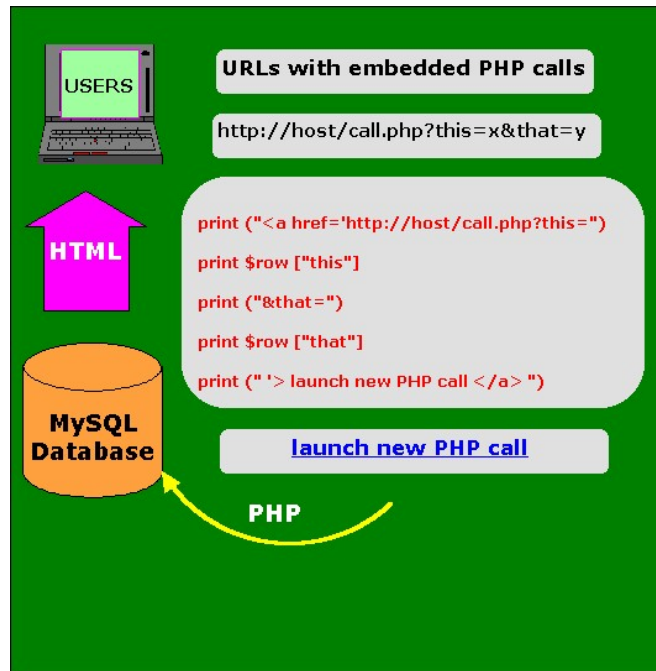 USERS
URLs with embedded PHP calls
http://host/call.php?this=x&that=y
HTML
print ("<a href='http://host/call.php?this=")
print $row ["this"]
print ("&that=")
print $row ["that"]
print (" '> launch new PHP call </a> ")
MySQL
Database
launch new PHP call
PHP